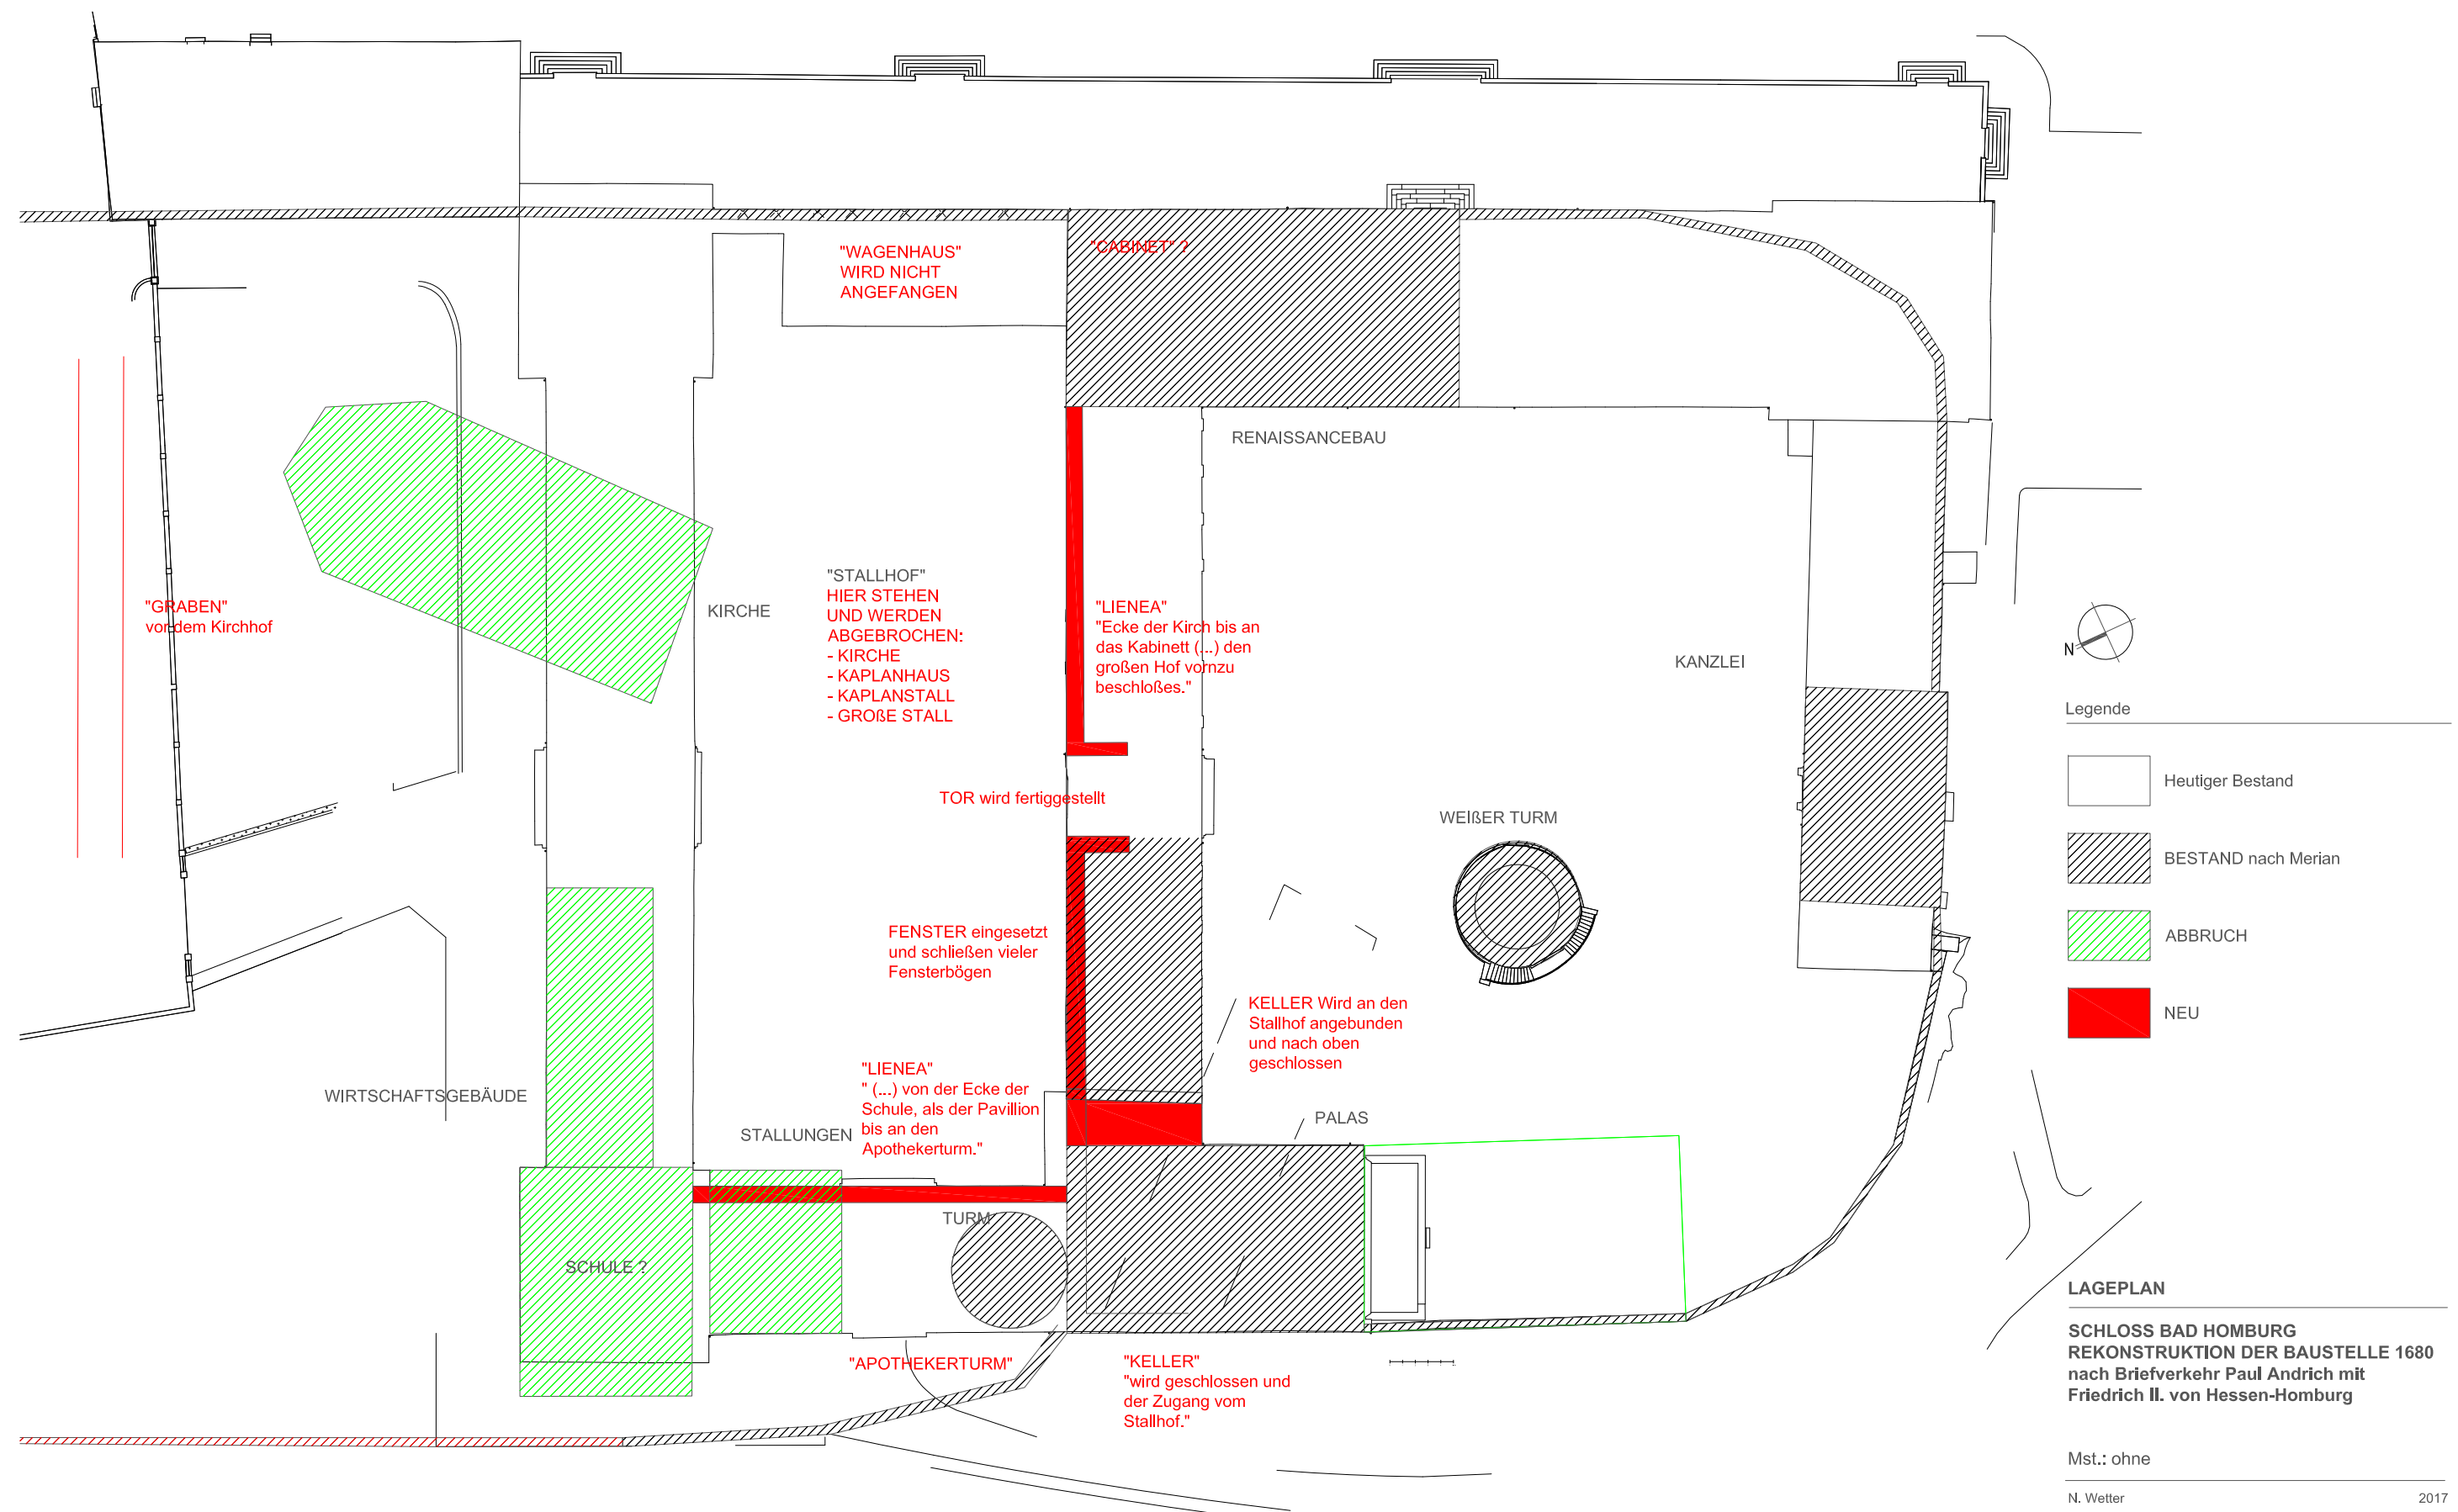 "WAGENHAUS"
WIRD NICHT
ANGEFANGEN
"CABINET" ?
RENAISSANCEBAU
"GRABEN"
vor dem Kirchhof
KIRCHE
"STALLHOF"
HIER STEHEN
UND WERDEN
ABGEBROCHEN:
- KIRCHE
- KAPLANHAUS
- KAPLANSTALL
- GROßE STALL
"LIENEA"
"Ecke der Kirch bis an
das Kabinett (...) den
großen Hof vornzu
beschloßes."
KANZLEI
TOR wird fertiggestellt
WEIßER TURM
FENSTER eingesetzt
und schließen vieler
Fensterbögen
KELLER Wird an den
Stallhof angebunden
und nach oben
geschlossen
WIRTSCHAFTSGEBÄUDE
STALLUNGEN
"LIENEA"
" (...) von der Ecke der
Schule, als der Pavillion
bis an den
Apothekerturm."
PALAS
TURM
SCHULE ?
"APOTHEKERTURM"
"KELLER"
"wird geschlossen und
der Zugang vom
Stallhof."
N
Legende
Heutiger Bestand
BESTAND nach Merian
ABBRUCH
NEU
LAGEPLAN
SCHLOSS BAD HOMBURG
REKONSTRUKTION DER BAUSTELLE 1680
nach Briefverkehr Paul Andrich mit
Friedrich II. von Hessen-Homburg
Mst.: ohne
N. Wetter 2017